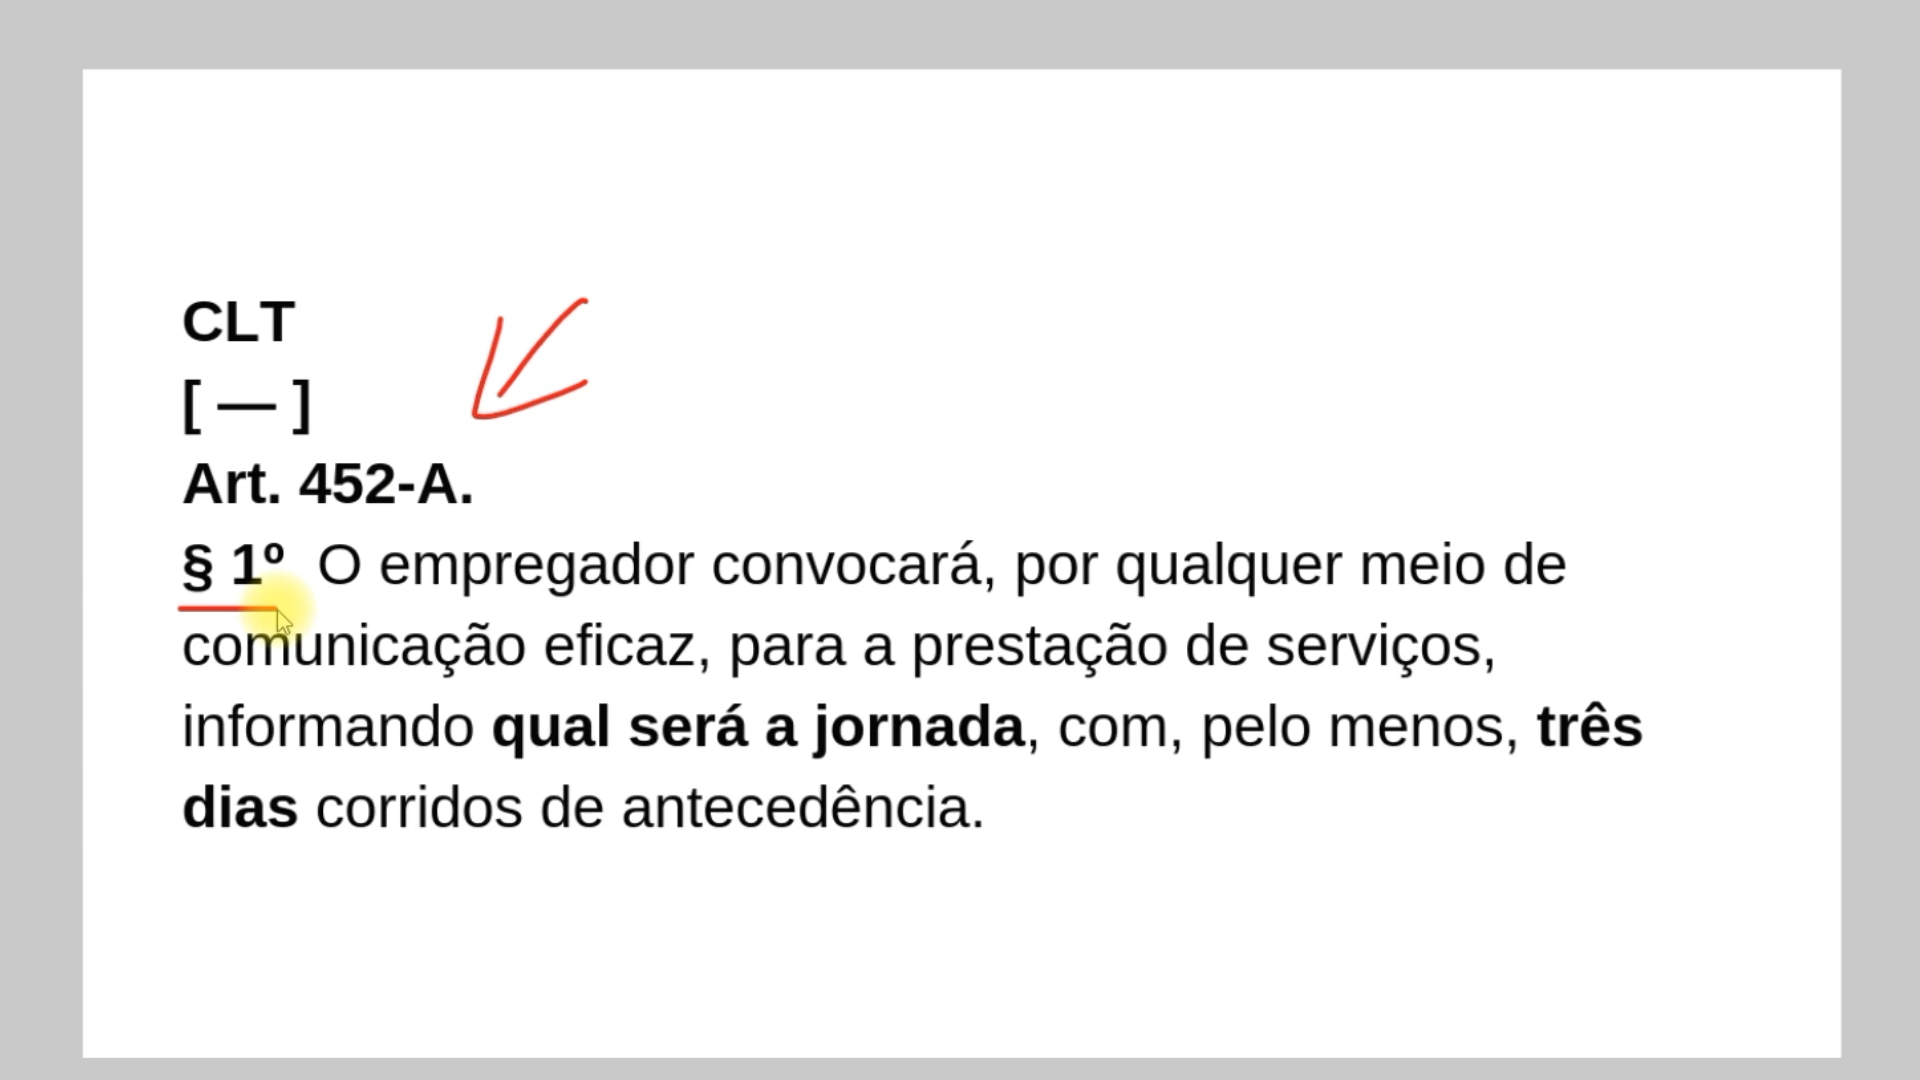 CLT
[ — ]
Art. 452-A.
§ 1º O empregador convocará, por qualquer meio de
comunicação eficaz, para a prestação de serviços,
informando qual será a jornada, com, pelo menos, três
dias corridos de antecedência.